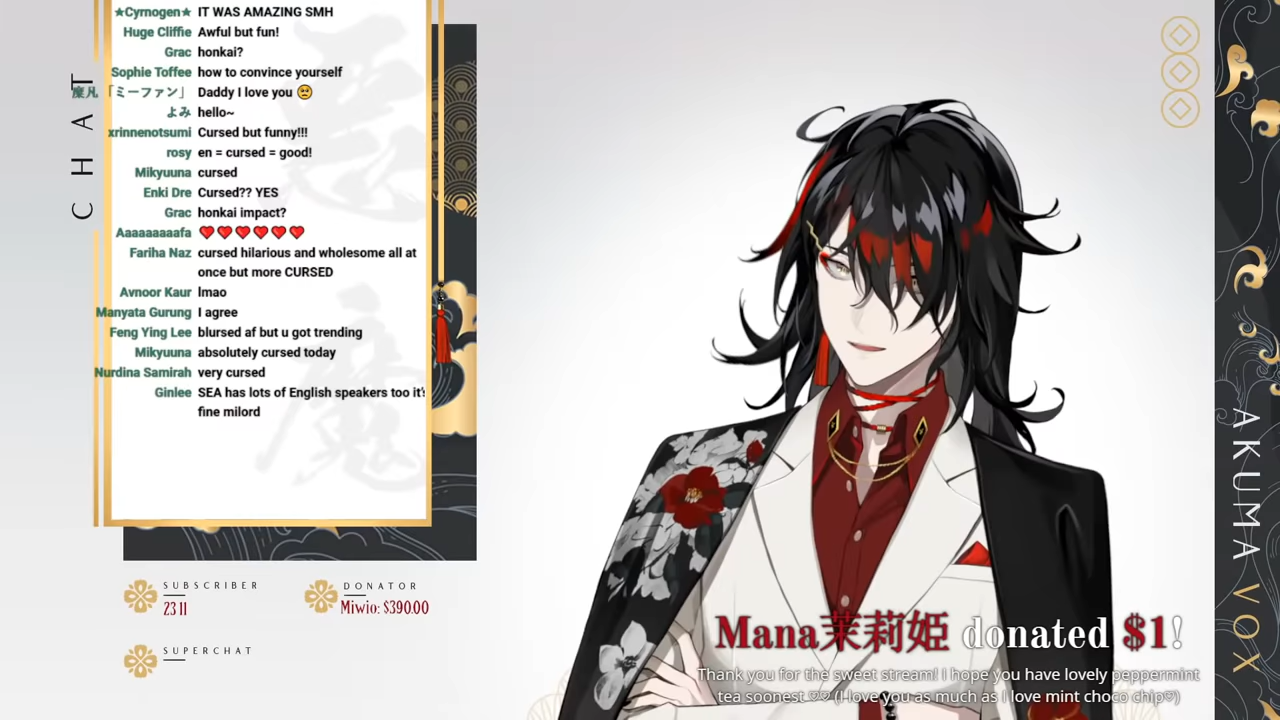 CHAT
★Cyrnogen★ IT WAS AMAZING SMH
Huge Cliffie Awful but fun!
Grac honkai?
Sophie Toffee how to convince yourself
糜凡「ミーファン」 Daddy I love you 🥺
よみ hello~
xrinnenotsumi Cursed but funny!!!
rosy en = cursed = good!
Mikyuuna cursed
Enki Dre Cursed?? YES
Grac honkai impact?
Aaaaaaaaafa ❤️❤️❤️❤️❤️❤️
Fariha Naz cursed hilarious and wholesome all at
once but more CURSED
Avnoor Kaur lmao
Manyata Gurung I agree
Feng Ying Lee blursed af but u got trending
Mikyuuna absolutely cursed today
Nurdina Samirah very cursed
Ginlee SEA has lots of English speakers too it's
fine milord
悪
魔
SUBSCRIBER
23 11
DONATOR
Miwio: $390.00
SUPERCHAT
Mana茉莉姫 donated $1!
Thank you for the sweet stream! I hope you have lovely peppermint
tea soonest ♡♡ (I love you as much as I love mint choco chip♡)
AKUMA VOX